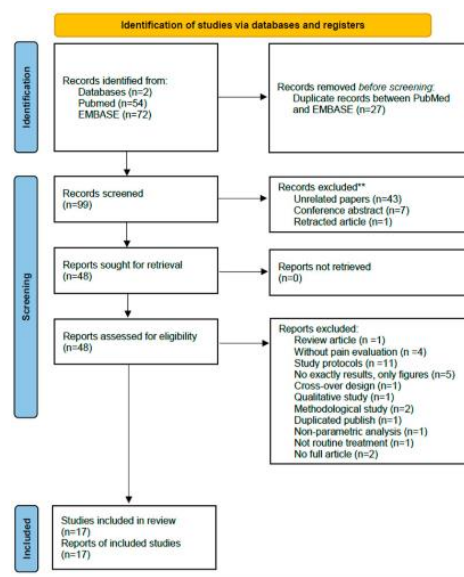 Identification of studies via databases and registers
Identification
Records identified from:
Databases (n=2)
Pubmed (n=54)
EMBASE (n=72)
Records removed before screening:
Duplicate records between PubMed
and EMBASE (n=27)
Screening
Records screened
(n=99)
Records excluded**
Unrelated papers (n=43)
Conference abstract (n=7)
Retracted article (n=1)
Reports sought for retrieval
(n=48)
Reports not retrieved
(n=0)
Reports assessed for eligibility
(n=48)
Reports excluded:
Review article (n =1)
Without pain evaluation (n =4)
Study protocols (n =11)
No exactly results, only figures (n=5)
Cross-over design (n=1)
Qualitative study (n=1)
Methodological study (n=2)
Duplicated publish (n=1)
Non-parametric analysis (n=1)
Not routine treatment (n=1)
No full article (n=2)
Included
Studies included in review
(n=17)
Reports of included studies
(n=17)